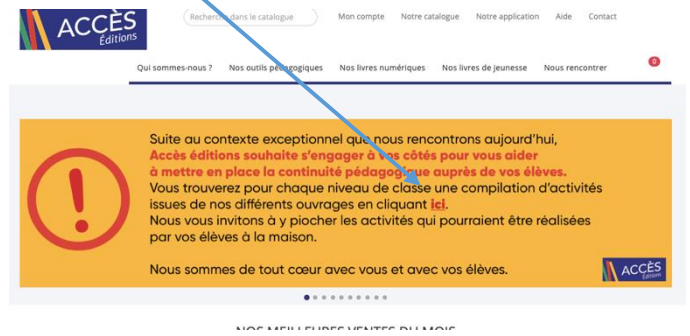 ACCÈS
Éditions
Recherche dans le catalogue
Mon compte Notre catalogue Notre application Aide Contact
Qui sommes-nous ? Nos outils pédagogiques Nos livres numériques Nos livres de jeunesse Nous rencontrer
0
Suite au contexte exceptionnel que nous rencontrons aujourd'hui,
Accès éditions souhaite s'engager à vos côtés pour vous aider
à mettre en place la continuité pédagogique auprès de vos élèves.
Vous trouverez pour chaque niveau de classe une compilation d'activités
issues de nos différents ouvrages en cliquant ici.
Nous vous invitons à y piocher les activités qui pourraient être réalisées
par vos élèves à la maison.
Nous sommes de tout cœur avec vous et avec vos élèves.
ACCÈS
Éditions
NOS MEILLEURES VENTES DU MOIS